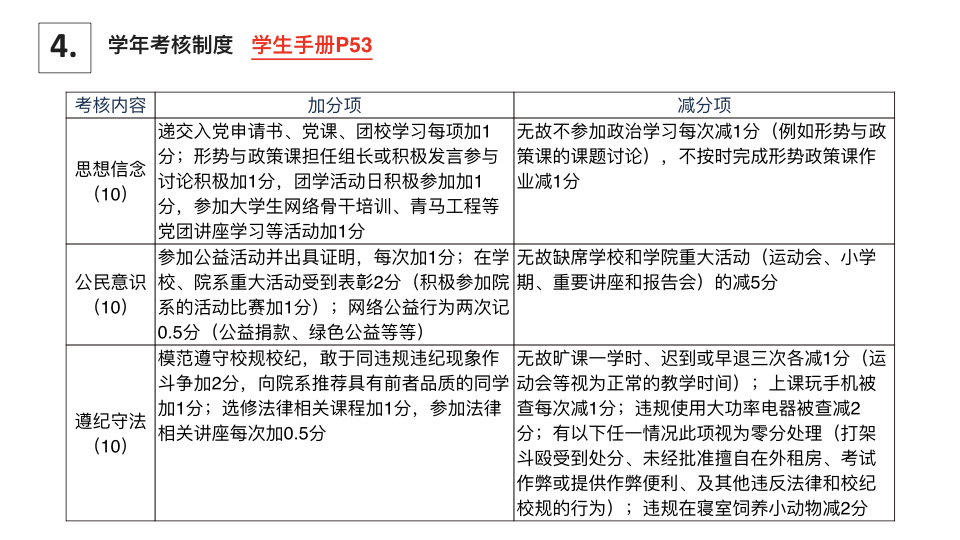 4.
学年考核制度 学生手册P53
考核内容 加分项 减分项
思想信念
（10）
递交入党申请书、党课、团校学习每项加1
分；形势与政策课担任组长或积极发言参与
讨论积极加1分，团学活动日积极参加加1
分，参加大学生网络骨干培训、青马工程等
党团讲座学习等活动加1分
无故不参加政治学习每次减1分（例如形势与政
策课的课题讨论），不按时完成形势政策课作
业减1分
公民意识
（10）
参加公益活动并出具证明，每次加1分；在学
校、院系重大活动受到表彰2分（积极参加院
系的活动比赛加1分）；网络公益行为两次记
0.5分（公益捐款、绿色公益等等）
无故缺席学校和学院重大活动（运动会、小学
期、重要讲座和报告会）的减5分
遵纪守法
（10）
模范遵守校规校纪，敢于同违规违纪现象作
斗争加2分，向院系推荐具有前者品质的同学
加1分；选修法律相关课程加1分，参加法律
相关讲座每次加0.5分
无故旷课一学时、迟到或早退三次各减1分（运
动会等视为正常的教学时间）；上课玩手机被
查每次减1分；违规使用大功率电器被查减2
分；有以下任一情况此项视为零分处理（打架
斗殴受到处分、未经批准擅自在外租房、考试
作弊或提供作弊便利、及其他违反法律和校纪
校规的行为）；违规在寝室饲养小动物减2分